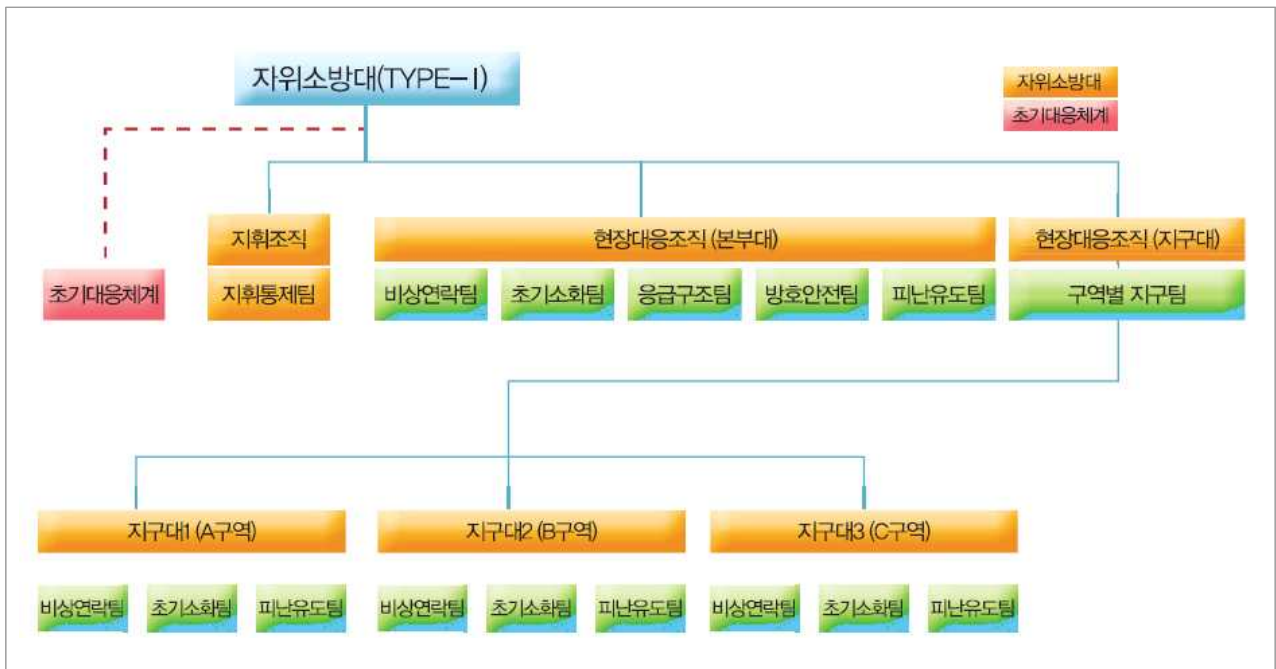 자위소방대(TYPE-Ⅰ)
자위소방대
초기대응체계
초기대응체계
지휘조직
지휘통제팀
현장대응조직 (본부대)
비상연락팀 초기소화팀 응급구조팀 방호안전팀 피난유도팀
현장대응조직 (지구대)
구역별 지구팀
지구대1 (A구역)
비상연락팀 초기소화팀 피난유도팀
지구대2 (B구역)
비상연락팀 초기소화팀 피난유도팀
지구대3 (C구역)
비상연락팀 초기소화팀 피난유도팀